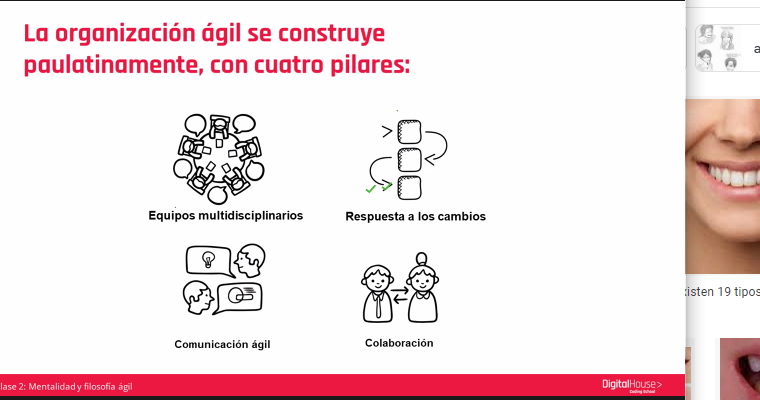 La organización ágil se construye
paulatinamente, con cuatro pilares:
Equipos multidisciplinarios
Respuesta a los cambios
Comunicación ágil
Colaboración
lase 2: Mentalidad y filosofía ágil
DigitalHouse>
Coding School
a
xisten 19 tipos